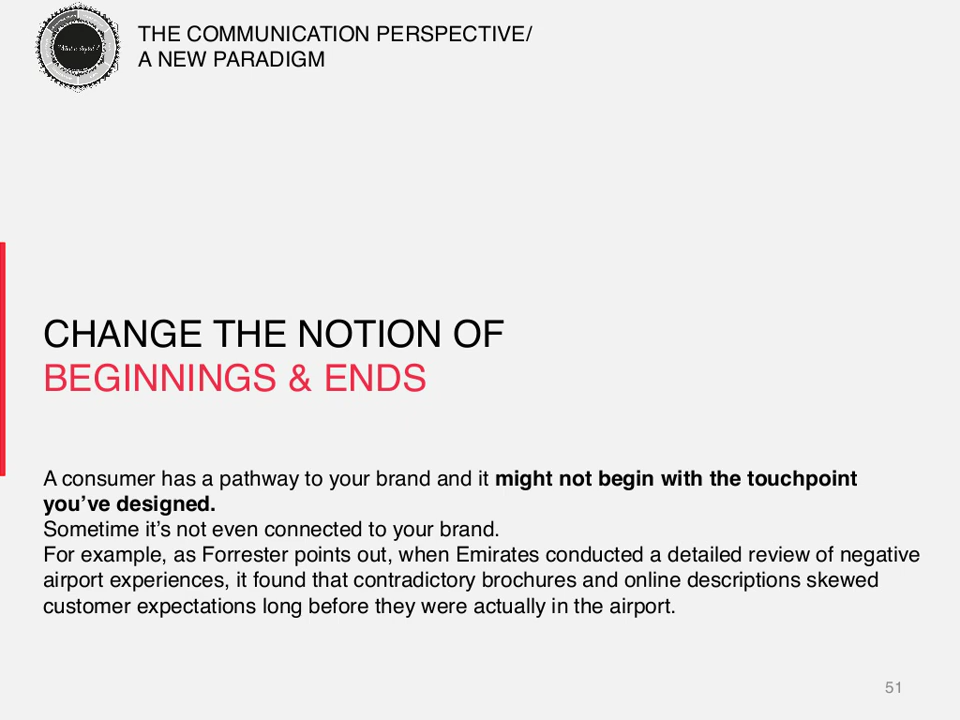 THE COMMUNICATION PERSPECTIVE/
A NEW PARADIGM
CHANGE THE NOTION OF
BEGINNINGS & ENDS
A consumer has a pathway to your brand and it might not begin with the touchpoint
you’ve designed.
Sometime it’s not even connected to your brand.
For example, as Forrester points out, when Emirates conducted a detailed review of negative
airport experiences, it found that contradictory brochures and online descriptions skewed
customer expectations long before they were actually in the airport.
51